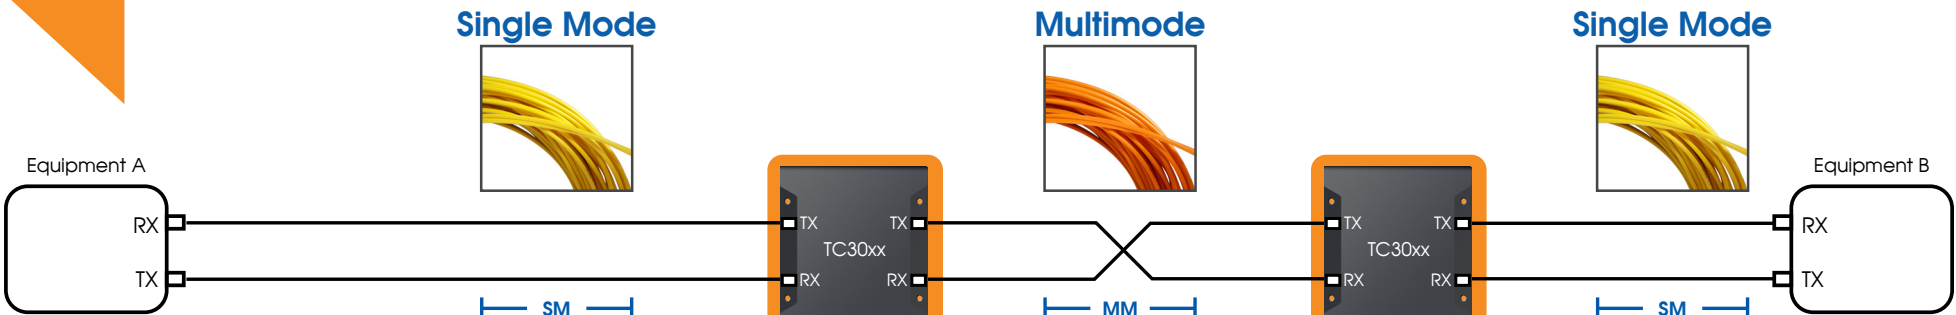 Single Mode
Multimode
Single Mode
Equipment A
Equipment B
RX
TX
TX
TX
TX
RX
TC30xx
TC30xx
TX
RX
RX
RX
RX
TX
SM
MM
SM